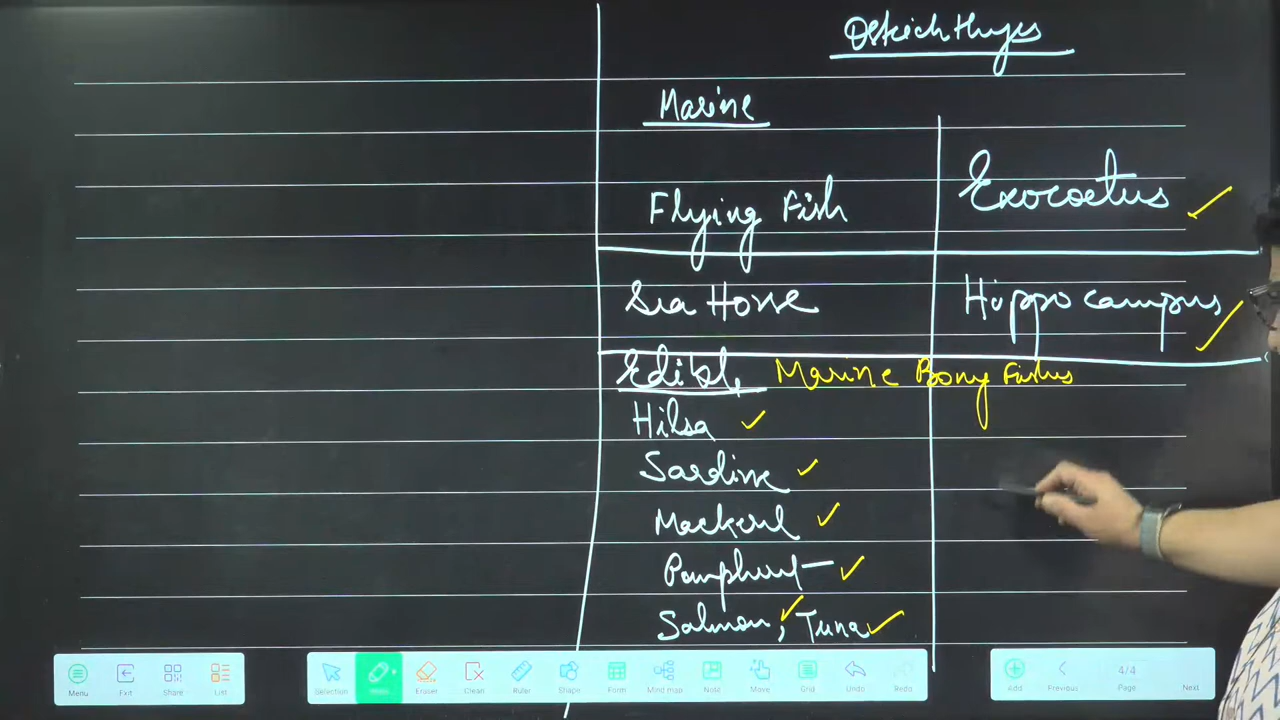 Osteichthyes
Marine
Flying Fish Exocoetus
Sea Horse Hippocampus
Edible Marine Bony Fishes
Hilsa
Sardine
Mackerel
Salmon, Tuna
Menu Exit Share List Selection Eraser Clean Ruler Shape Form Mind map Note Move Grid Undo Redo Add Previous 4/4 Page Next